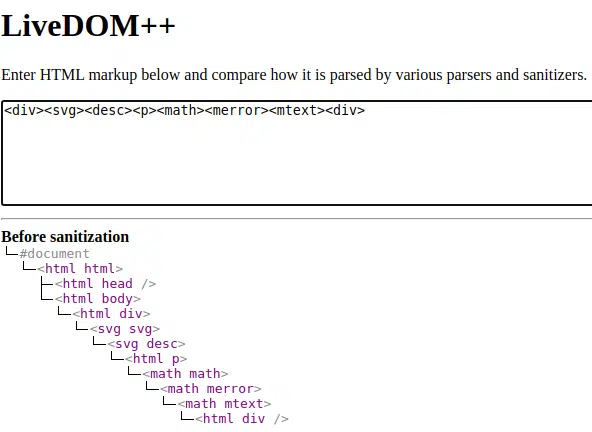 LiveDOM++
Enter HTML markup below and compare how it is parsed by various parsers and sanitizers.
<div><svg><desc><p><math><merror><mtext><div>
Before sanitization
#document
<html html>
<html head />
<html body>
<html div>
<svg svg>
<svg desc>
<html p>
<math math>
<math merror>
<math mtext>
<html div />